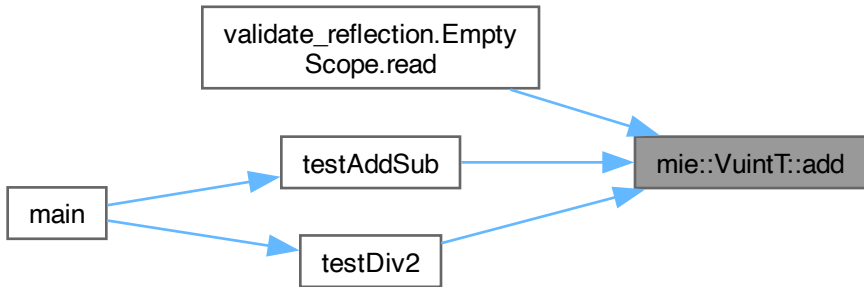 validate_reflection.Empty
Scope.read
testAddSub
mie::VuintT::add
main
testDiv2